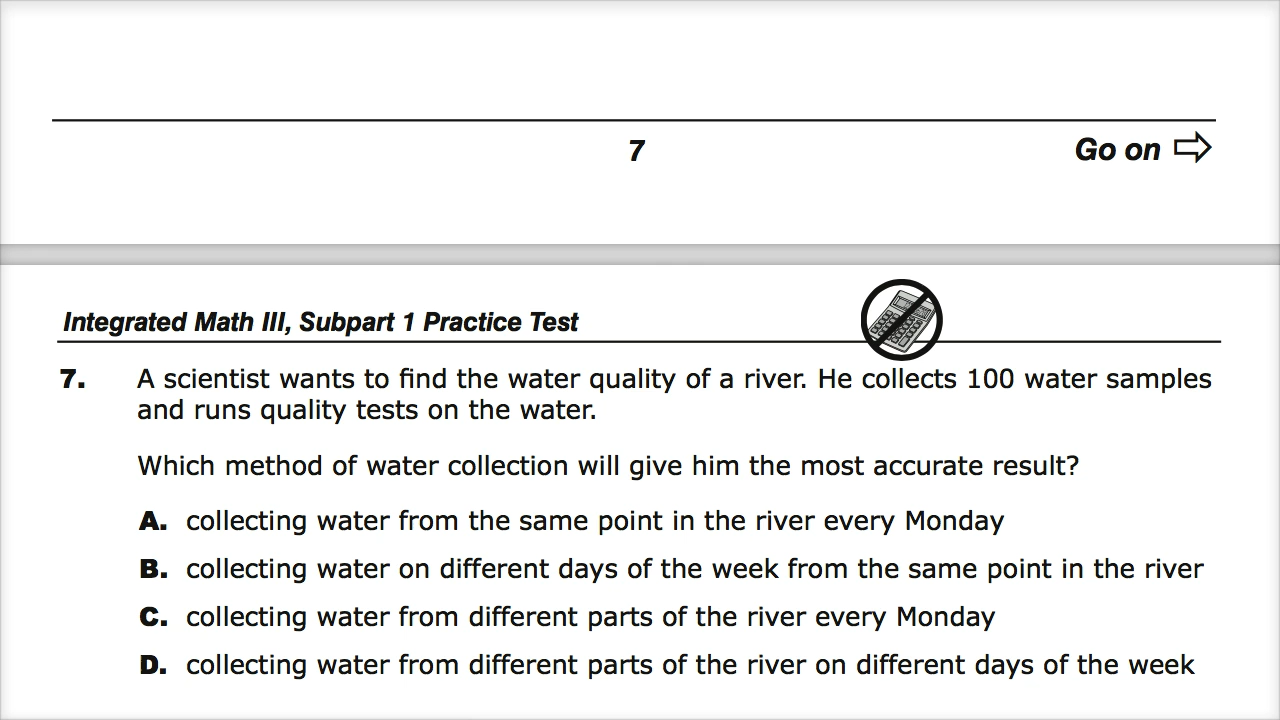 7
Go on
Integrated Math III, Subpart 1 Practice Test
7. A scientist wants to find the water quality of a river. He collects 100 water samples
and runs quality tests on the water.
Which method of water collection will give him the most accurate result?
A. collecting water from the same point in the river every Monday
B. collecting water on different days of the week from the same point in the river
C. collecting water from different parts of the river every Monday
D. collecting water from different parts of the river on different days of the week